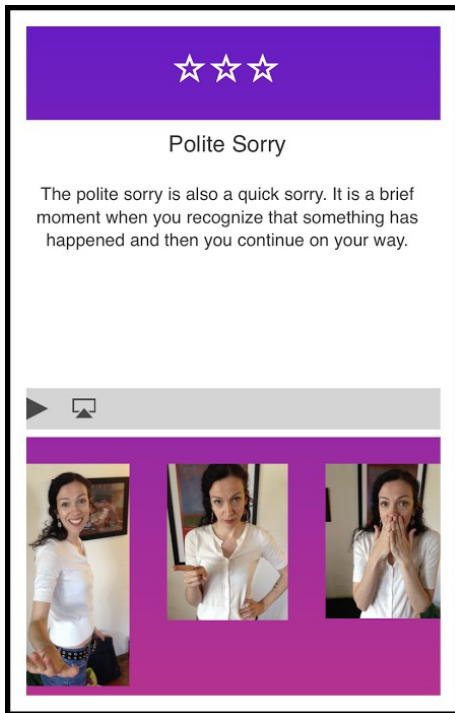 Polite Sorry
The polite sorry is also a quick sorry. It is a brief
moment when you recognize that something has
happened and then you continue on your way.